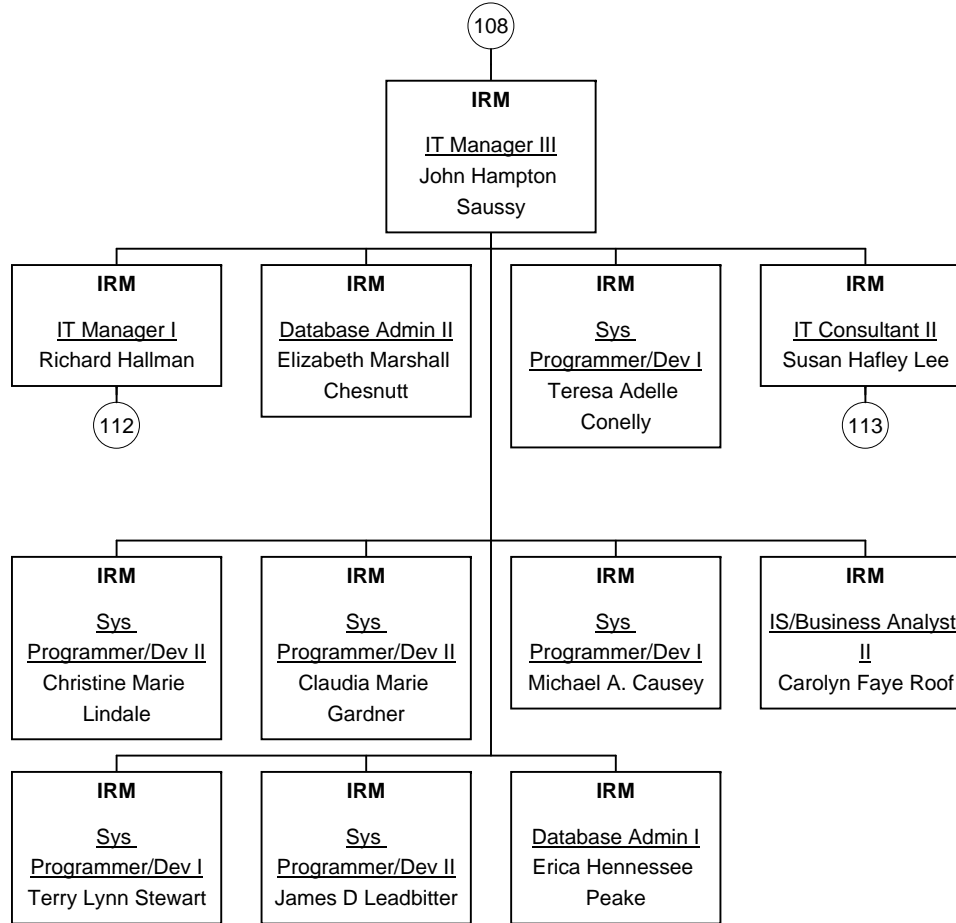 108
IRM
IT Manager III
John Hampton
Saussy
IRM
IT Manager I
Richard Hallman
112
IRM
Database Admin II
Elizabeth Marshall
Chesnutt
IRM
Sys
Programmer/Dev I
Teresa Adelle
Conelly
IRM
IT Consultant II
Susan Hafley Lee
113
IRM
Sys
Programmer/Dev II
Christine Marie
Lindale
IRM
Sys
Programmer/Dev II
Claudia Marie
Gardner
IRM
Sys
Programmer/Dev I
Michael A. Causey
IRM
IS/Business Analyst
II
Carolyn Faye Roof
IRM
Sys
Programmer/Dev I
Terry Lynn Stewart
IRM
Sys
Programmer/Dev II
James D Leadbitter
IRM
Database Admin I
Erica Hennessee
Peake